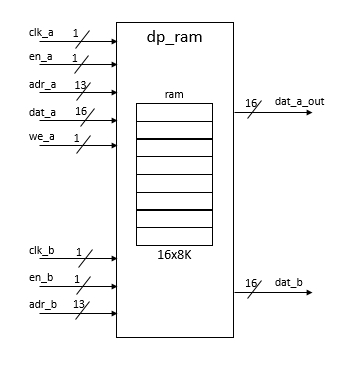 dp_ram
clk_a 1
en_a 1
adr_a 13
dat_a 16
we_a 1
ram
16x8K
clk_b 1
en_b 1
adr_b 13
16 dat_a_out
16 dat_b